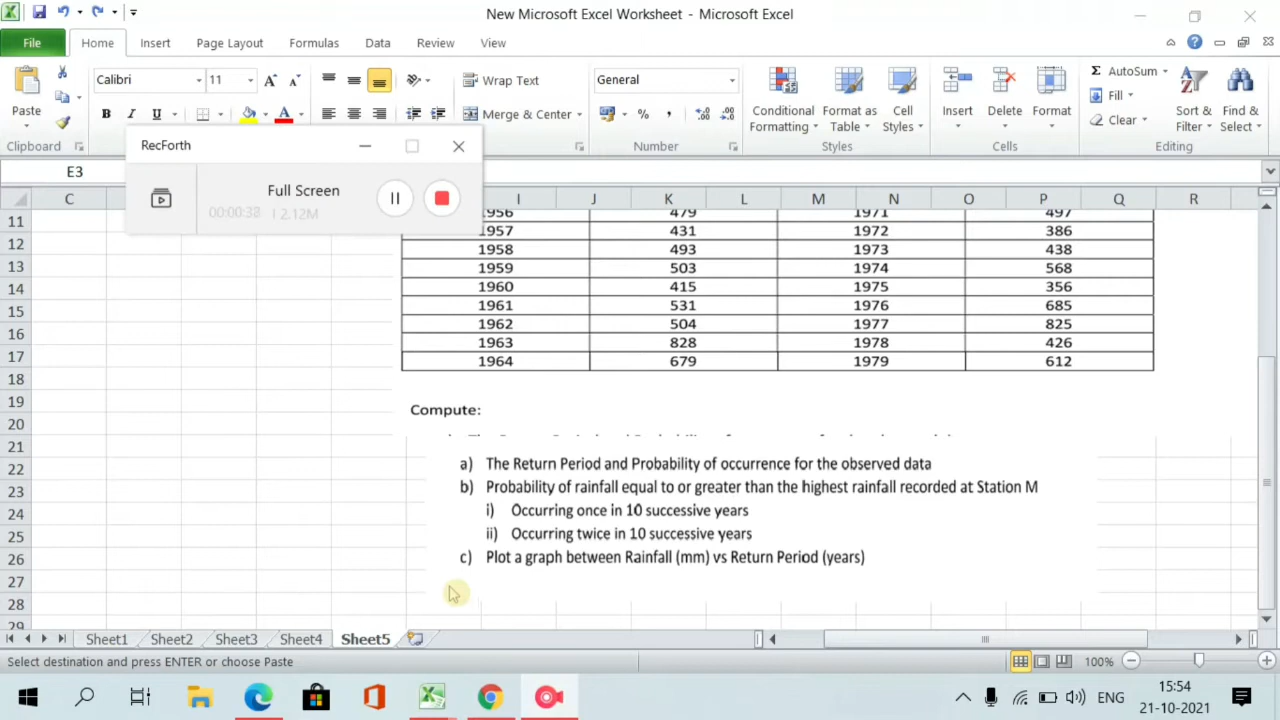 New Microsoft Excel Worksheet - Microsoft Excel
File Home Insert Page Layout Formulas Data Review View
Paste
Calibri 11
B I U A
Wrap Text
Merge & Center
General
% ,
Conditional Formatting
Format as Table
Cell Styles
Insert Delete Format
Σ AutoSum
Fill
Clear
Sort & Filter
Find & Select
Clipboard Number Styles Cells Editing
E3
RecForth
Full Screen
00:00:38 12.12M
C I J K L M N O P Q R
11 1956 479 1971 497
12 1957 431 1972 386
1958 493 1973 438
13 1959 503 1974 568
14 1960 415 1975 356
15 1961 531 1976 685
16 1962 504 1977 825
17 1963 828 1978 426
1964 679 1979 612
18
19
Compute:
20
21
22 a) The Return Period and Probability of occurrence for the observed data
23 b) Probability of rainfall equal to or greater than the highest rainfall recorded at Station M
24 i) Occurring once in 10 successive years
25 ii) Occurring twice in 10 successive years
26 c) Plot a graph between Rainfall (mm) vs Return Period (years)
27
28
29
Sheet1 Sheet2 Sheet3 Sheet4 Sheet5
Select destination and press ENTER or choose Paste
100%
ENG
15:54
21-10-2021